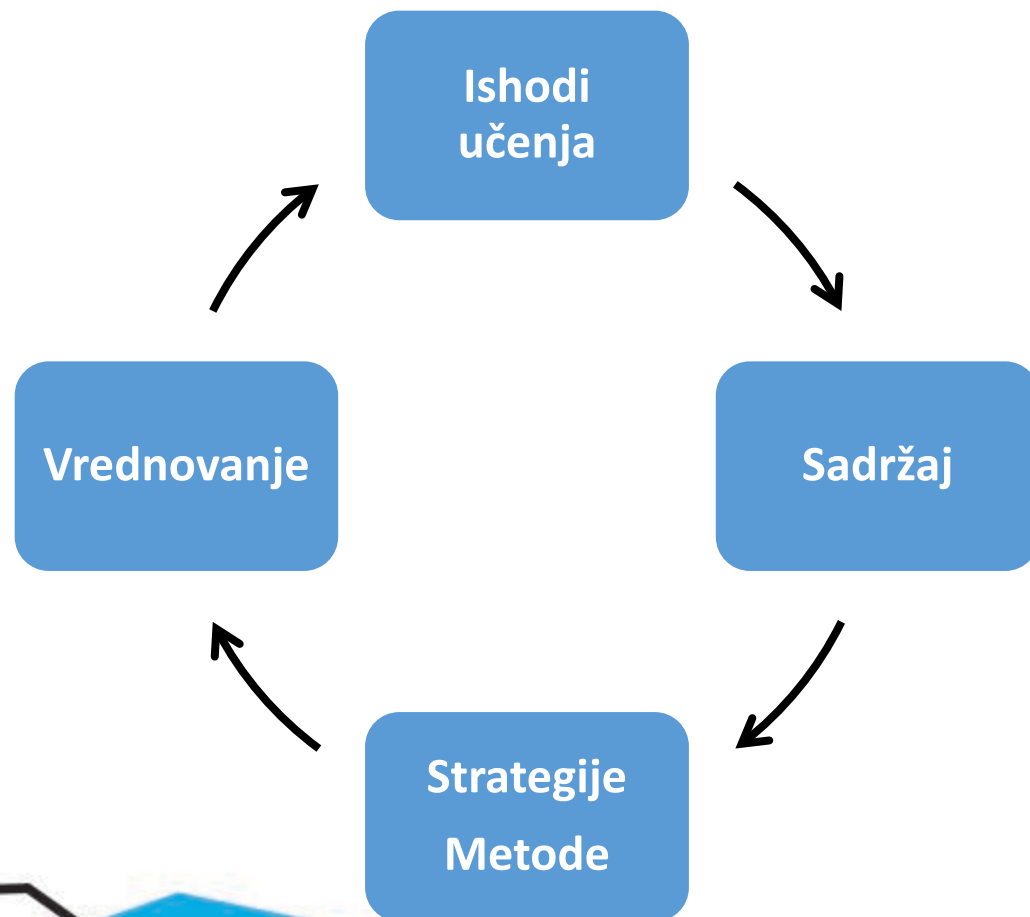 Ishodi
učenja
Vrednovanje
Sadržaj
Strategije
Metode